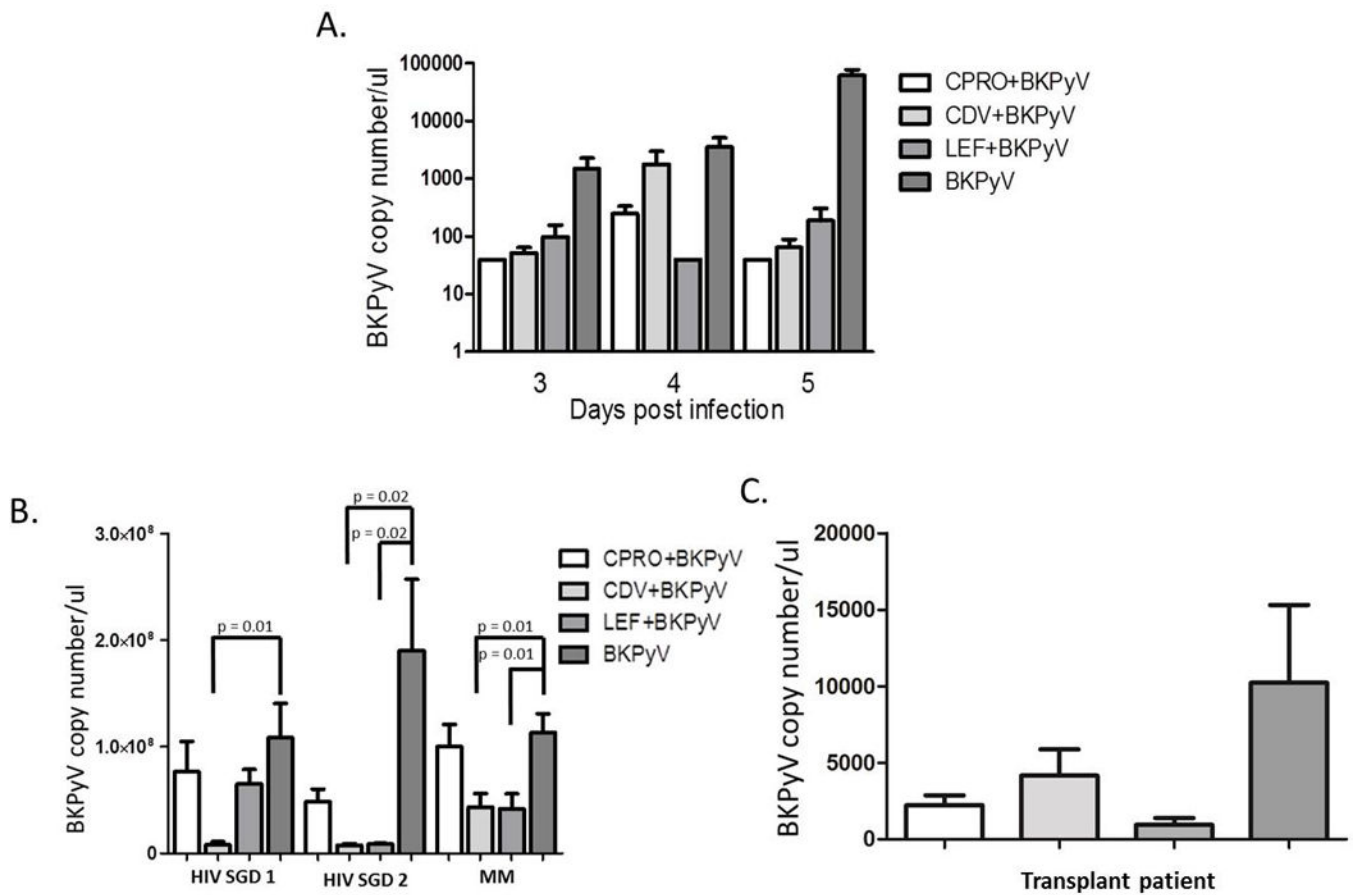 A.
BKPyV copy number/ul
100000
10000
1000
100
10
1
3
4
5
Days post infection
CPRO+BKPyV
CDV+BKPyV
LEF+BKPyV
BKPyV
B.
BKPyV copy number/ul
3.0×10⁸
2.0×10⁸
1.0×10⁸
0
p = 0.01
p = 0.02
p = 0.02
p = 0.01
p = 0.01
HIV SGD 1
HIV SGD 2
MM
CPRO+BKPyV
CDV+BKPyV
LEF+BKPyV
BKPyV
C.
BKPyV copy number/ul
20000
15000
10000
5000
0
Transplant patient